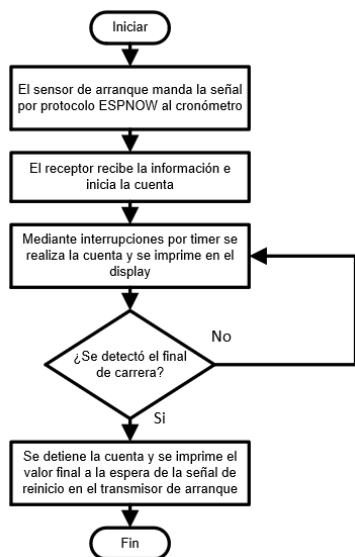 Iniciar
El sensor de arranque manda la señal
por protocolo ESPNOW al cronómetro
El receptor recibe la información e
inicia la cuenta
Mediante interrupciones por timer se
realiza la cuenta y se imprime en el
display
¿Se detectó el final
de carrera?
No
Si
Se detiene la cuenta y se imprime el
valor final a la espera de la señal de
reinicio en el transmisor de arranque
Fin